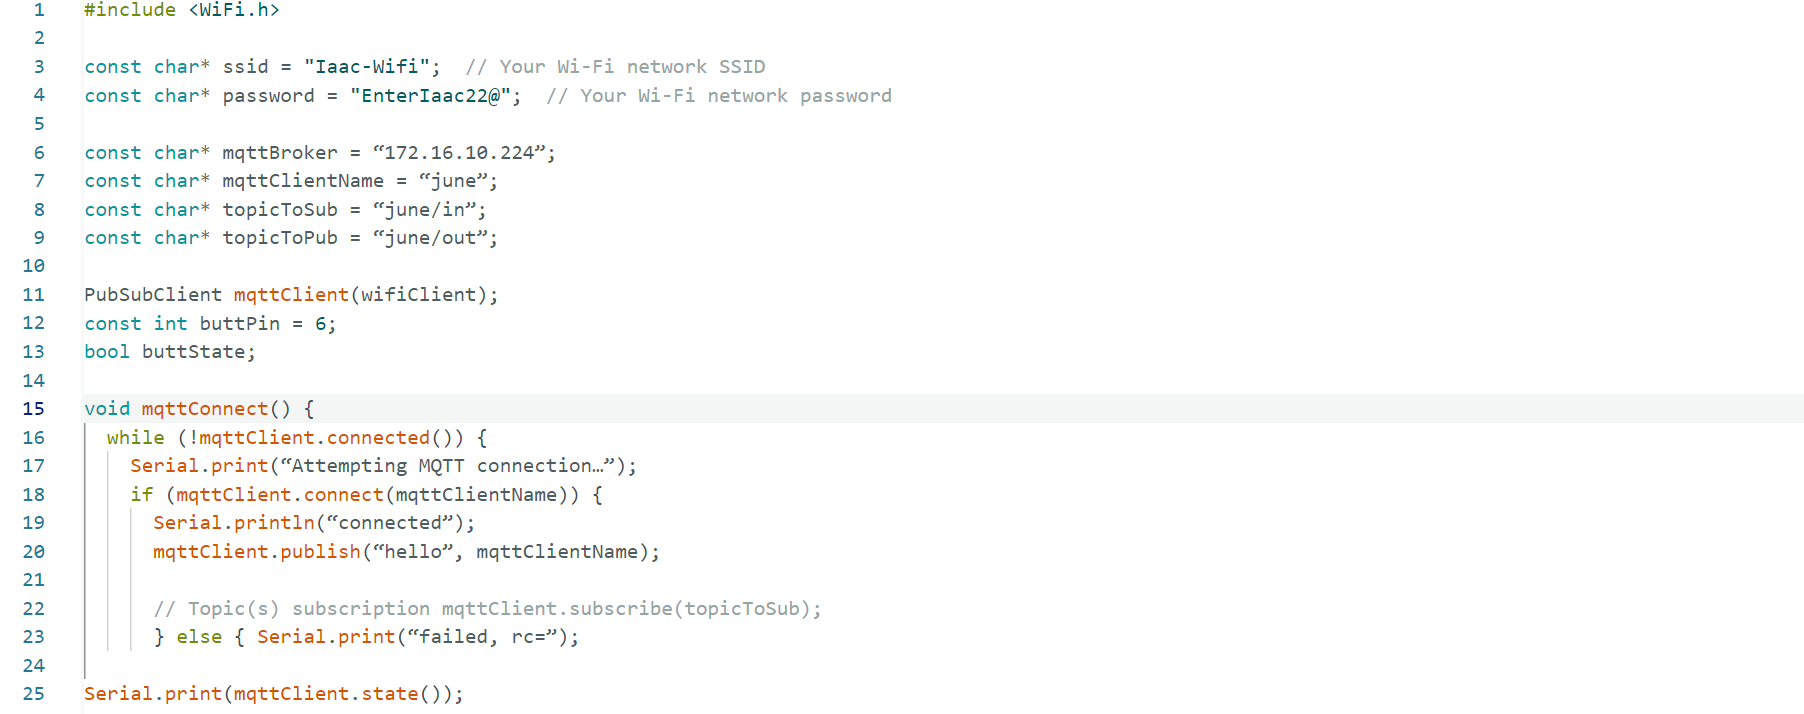 1 #include <WiFi.h>
2
3 const char* ssid = "Iaac-Wifi";  // Your Wi-Fi network SSID
4 const char* password = "EnterIaac22@";  // Your Wi-Fi network password
5
6 const char* mqttBroker = “172.16.10.224”;
7 const char* mqttClientName = “june”;
8 const char* topicToSub = “june/in”;
9 const char* topicToPub = “june/out”;
10
11 PubSubClient mqttClient(wifiClient);
12 const int buttPin = 6;
13 bool buttState;
14
15 void mqttConnect() {
16   while (!mqttClient.connected()) {
17     Serial.print(“Attempting MQTT connection…”);
18     if (mqttClient.connect(mqttClientName)) {
19       Serial.println(“connected”);
20       mqttClient.publish(“hello”, mqttClientName);
21
22       // Topic(s) subscription mqttClient.subscribe(topicToSub);
23       } else { Serial.print(“failed, rc=”);
24
25 Serial.print(mqttClient.state());